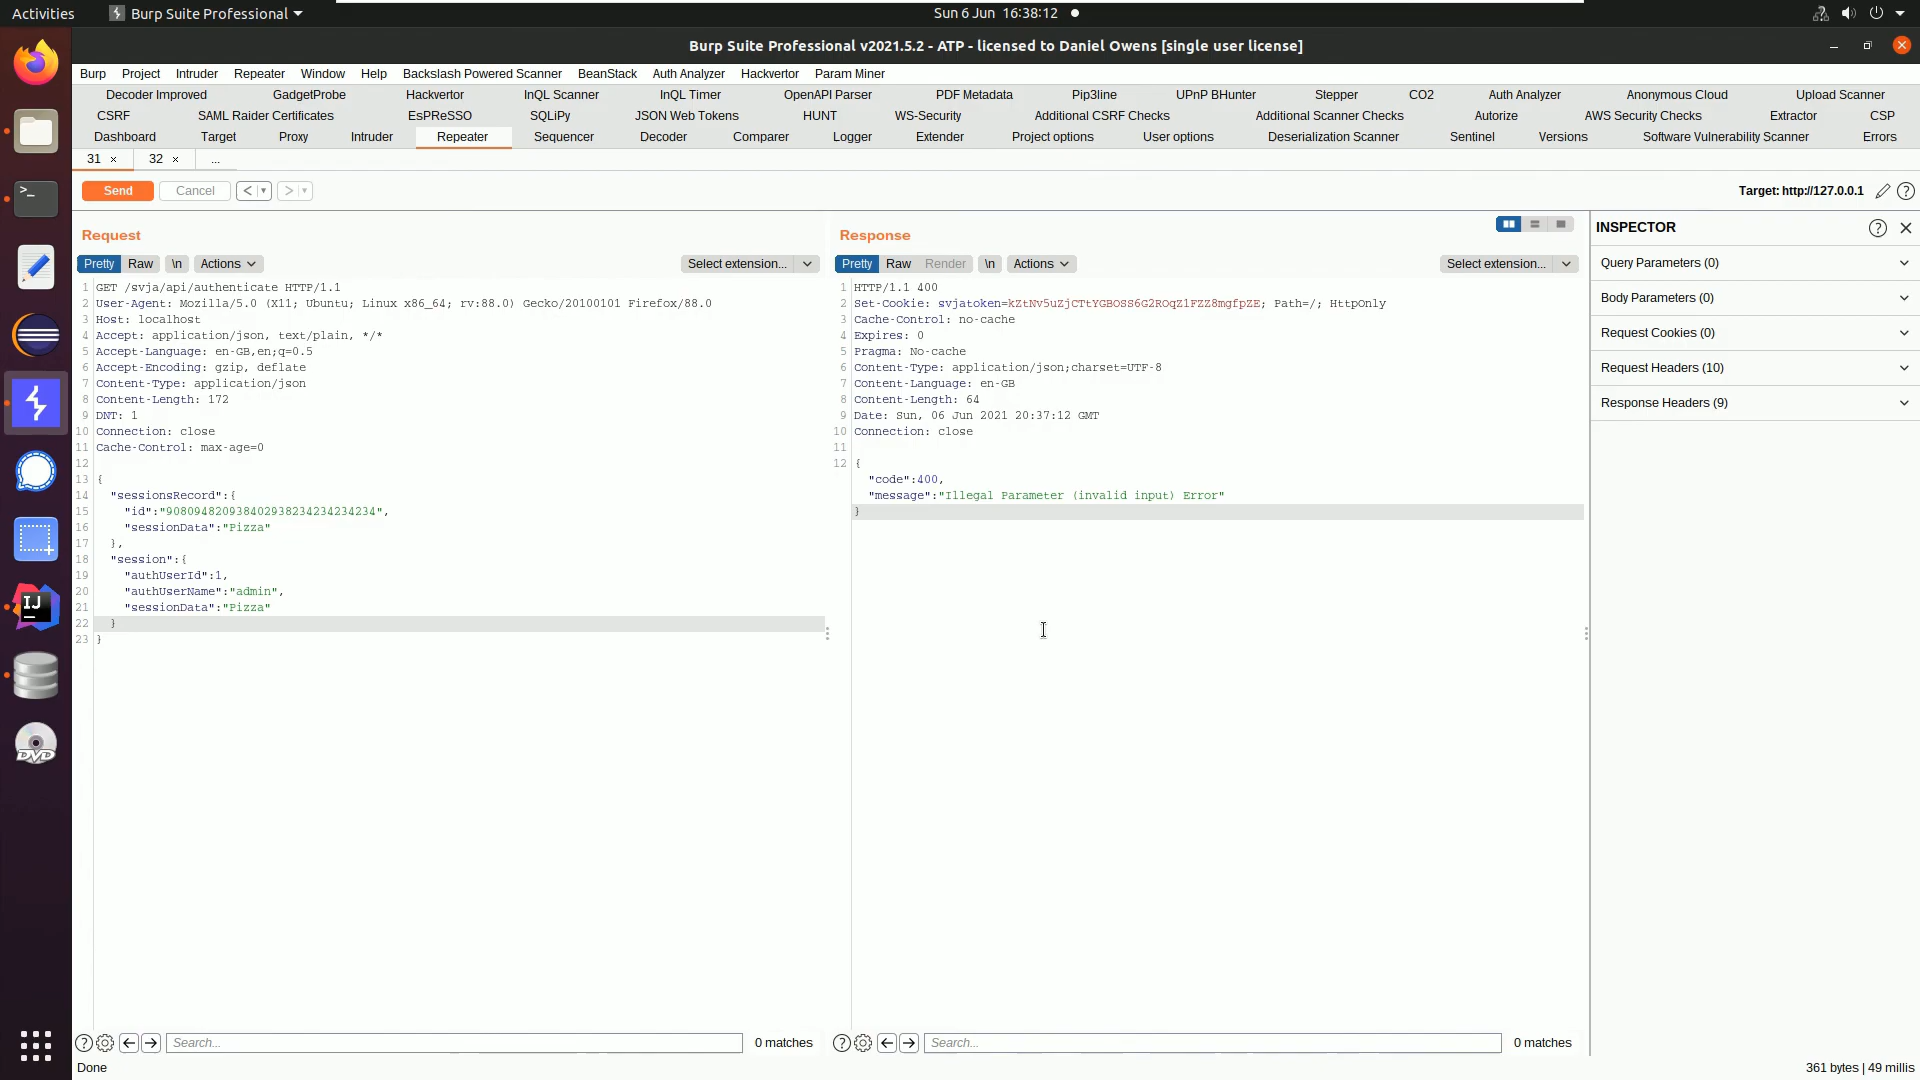 Activities
Burp Suite Professional
Sun 6 Jun 16:38:12
Burp Suite Professional v2021.5.2 - ATP - licensed to Daniel Owens [single user license]
Burp Project Intruder Repeater Window Help Backslash Powered Scanner BeanStack Auth Analyzer Hackvertor Param Miner
Decoder Improved GadgetProbe Hackvertor InQL Scanner InQL Timer OpenAPI Parser PDF Metadata Pip3line UPnP BHunter Stepper CO2 Auth Analyzer Anonymous Cloud Upload Scanner
CSRF SAML Raider Certificates EsPReSSO SQLiPy JSON Web Tokens HUNT WS-Security Additional CSRF Checks Additional Scanner Checks Autorize AWS Security Checks Extractor CSP
Dashboard Target Proxy Intruder Repeater Sequencer Decoder Comparer Logger Extender Project options User options Deserialization Scanner Sentinel Versions Software Vulnerability Scanner Errors
31 × 32 × ...
Send Cancel < > Target: http://127.0.0.1 ?
Request
Pretty Raw \n Actions Select extension...
1 GET /svja/api/authenticate HTTP/1.1
2 User-Agent: Mozilla/5.0 (X11; Ubuntu; Linux x86_64; rv:88.0) Gecko/20100101 Firefox/88.0
3 Host: localhost
4 Accept: application/json, text/plain, */*
5 Accept-Language: en-GB,en;q=0.5
6 Accept-Encoding: gzip, deflate
7 Content-Type: application/json
8 Content-Length: 172
9 DNT: 1
10 Connection: close
11 Cache-Control: max-age=0
12
13 {
14 "sessionsRecord":{
15 "id":"908094820938402938234234234234",
16 "sessionData":"Pizza"
17 },
18 "session":{
19 "authUserId":1,
20 "authUserName":"admin",
21 "sessionData":"Pizza"
22 }
23 }
? Search... 0 matches
Response
Pretty Raw Render \n Actions Select extension...
1 HTTP/1.1 400
2 Set-Cookie: svjatoken=kZtNv5uZjCTtYGBOSS6G2ROqZlFZZ8mgfpZE; Path=/; HttpOnly
3 Cache-Control: no-cache
4 Expires: 0
5 Pragma: No-cache
6 Content-Type: application/json;charset=UTF-8
7 Content-Language: en-GB
8 Content-Length: 64
9 Date: Sun, 06 Jun 2021 20:37:12 GMT
10 Connection: close
11
12 {
"code":400,
"message":"Illegal Parameter (invalid input) Error"
}
? Search... 0 matches
INSPECTOR ?
Query Parameters (0)
Body Parameters (0)
Request Cookies (0)
Request Headers (10)
Response Headers (9)
>_
IJ
DVD
Done
361 bytes | 49 millis